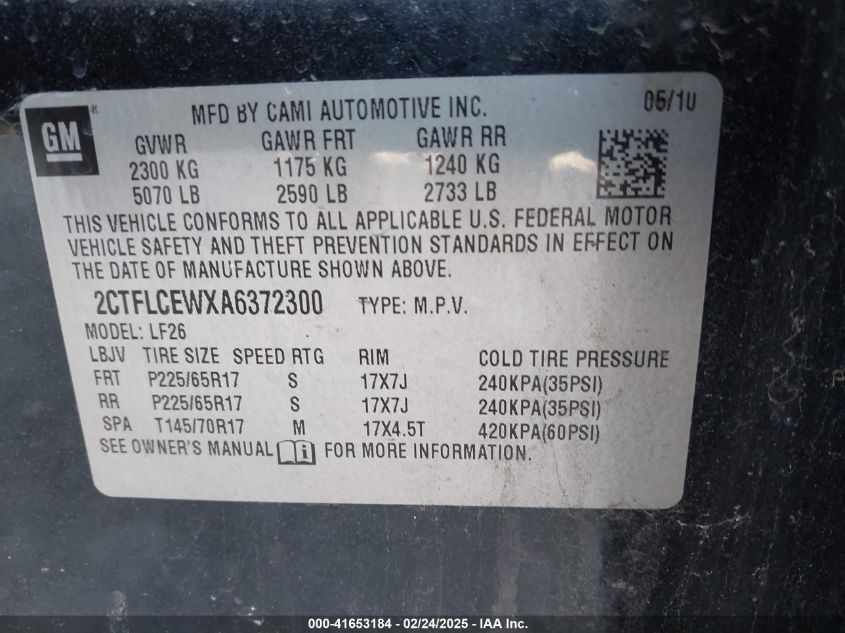 MFD BY CAMI AUTOMOTIVE INC. 05/10
GM
GVWR GAWR FRT GAWR RR
2300 KG 1175 KG 1240 KG
5070 LB 2590 LB 2733 LB
THIS VEHICLE CONFORMS TO ALL APPLICABLE U.S. FEDERAL MOTOR
VEHICLE SAFETY AND THEFT PREVENTION STANDARDS IN EFFECT ON
THE DATE OF MANUFACTURE SHOWN ABOVE.
2CTFLCEWXA6372300 TYPE: M.P.V.
MODEL: LF26
LBJV TIRE SIZE SPEED RTG RIM COLD TIRE PRESSURE
FRT P225/65R17 S 17X7J 240KPA(35PSI)
RR P225/65R17 S 17X7J 240KPA(35PSI)
SPA T145/70R17 M 17X4.5T 420KPA(60PSI)
SEE OWNER'S MANUAL FOR MORE INFORMATION.
000-41653184 - 02/24/2025 - IAA Inc.